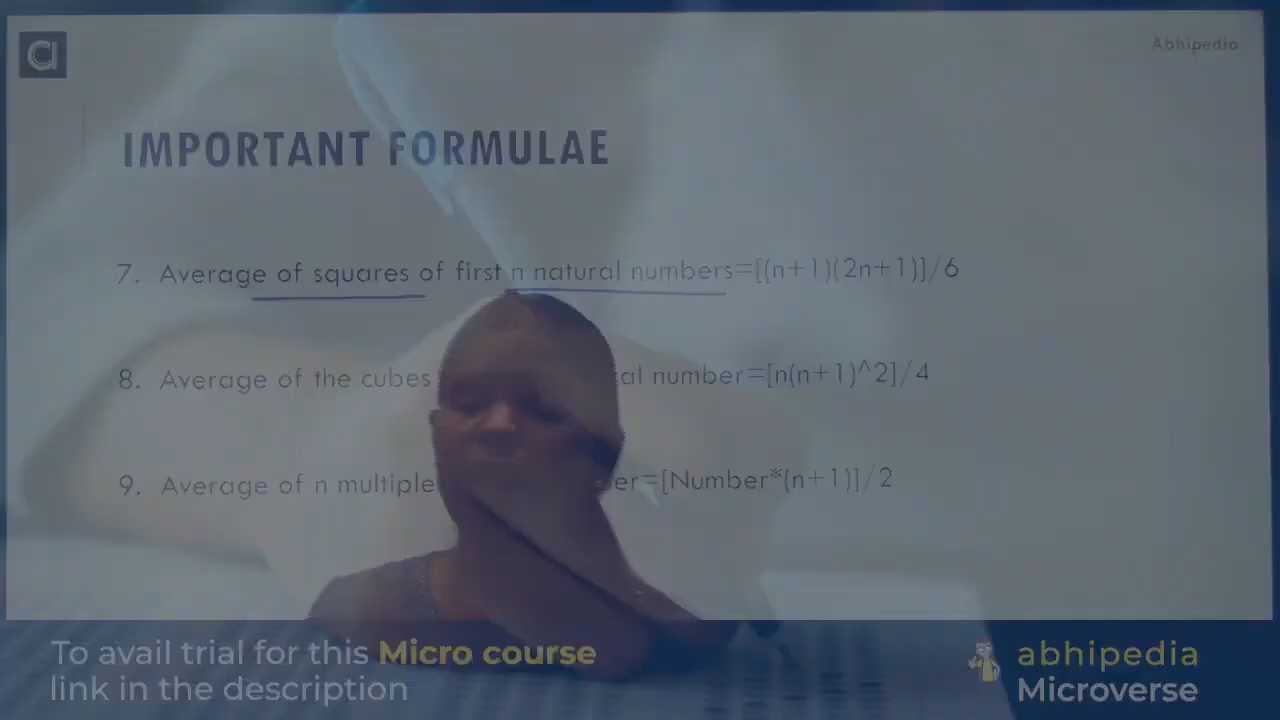 Abhipedia
IMPORTANT FORMULAE
7. Average of squares of first n natural numbers=[(n+1)(2n+1)]/6
8. Average of the cubes al number=[n(n+1)^2]/4
9. Average of n multiple er=[Number*(n+1)]/2
To avail trial for this Micro course
link in the description
abhipedia
Microverse